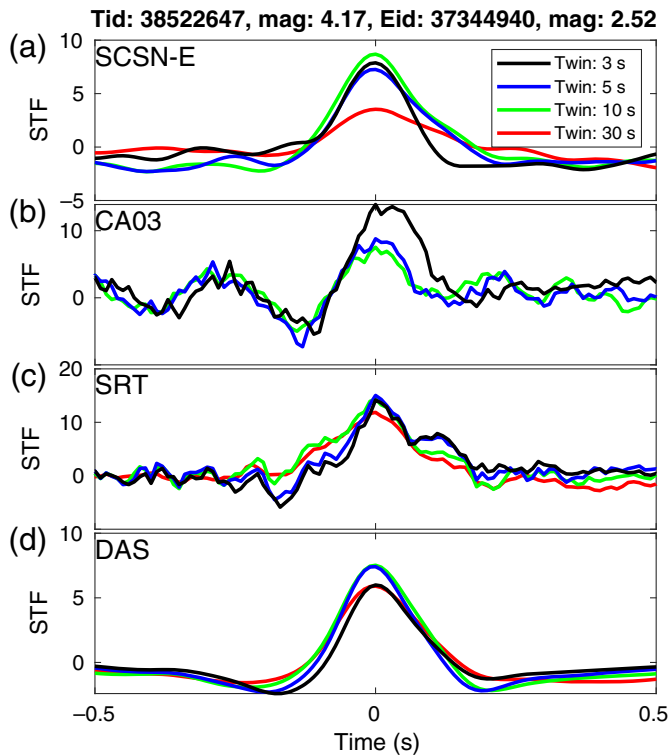 Tid: 38522647, mag: 4.17, Eid: 37344940, mag: 2.52
(a)
SCSN-E
STF
10
5
0
−5
Twin: 3 s
Twin: 5 s
Twin: 10 s
Twin: 30 s
(b)
CA03
STF
10
0
(c)
SRT
STF
20
10
0
(d)
DAS
STF
10
10
5
0
−0.5
0
0.5
Time (s)